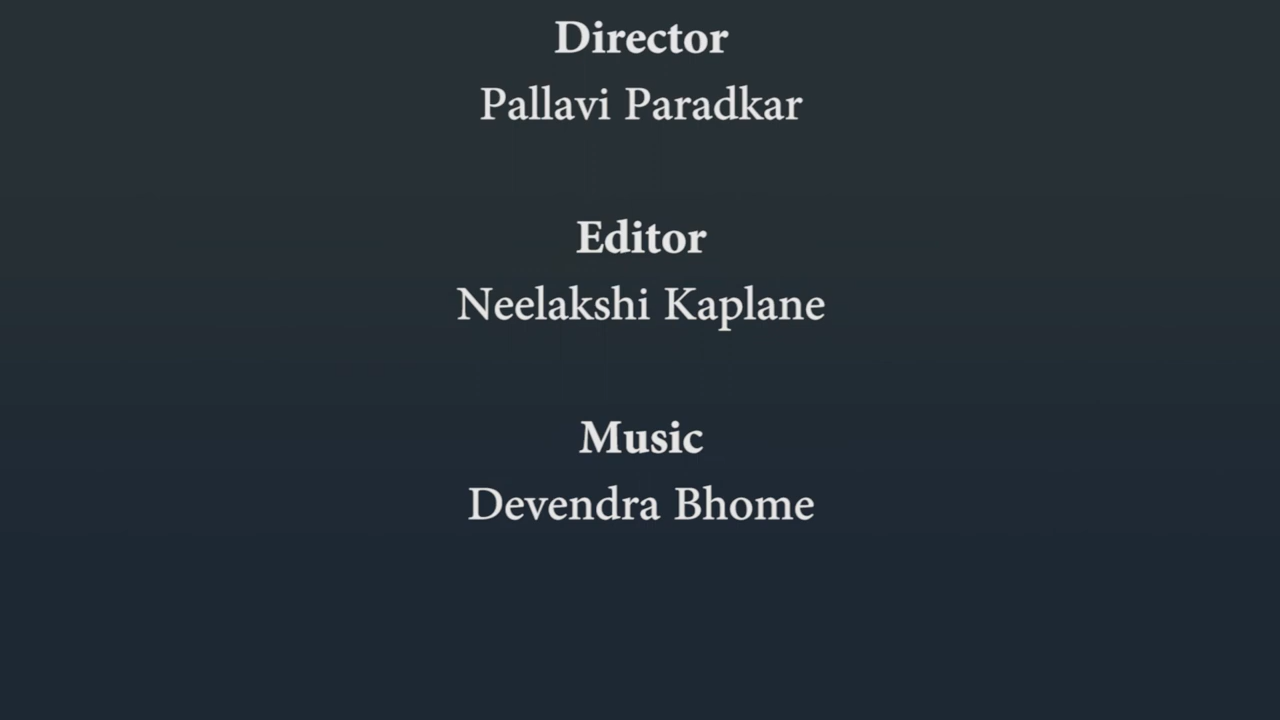 Director
Pallavi Paradkar
Editor
Neelakshi Kaplane
Music
Devendra Bhome